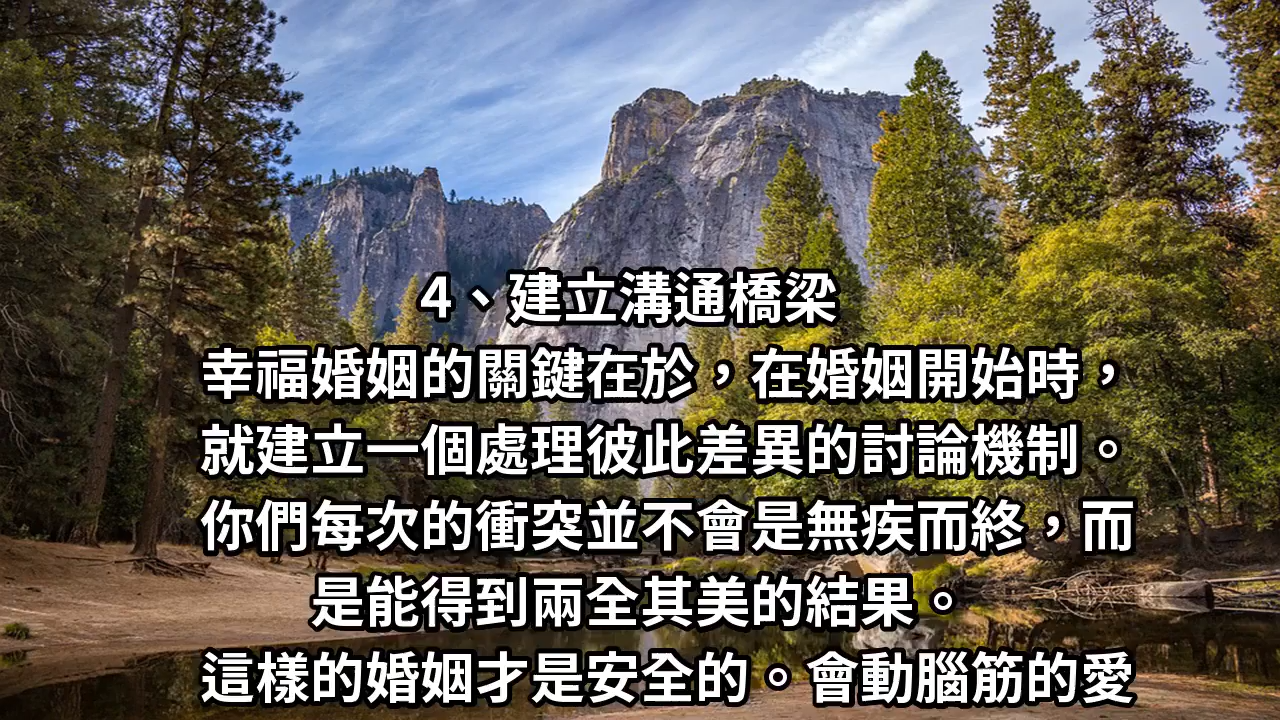 4、建立溝通橋梁
幸福婚姻的關鍵在於，在婚姻開始時，
就建立一個處理彼此差異的討論機制。
你們每次的衝突並不會是無疾而終，而
是能得到兩全其美的結果。
這樣的婚姻才是安全的。會動腦筋的愛